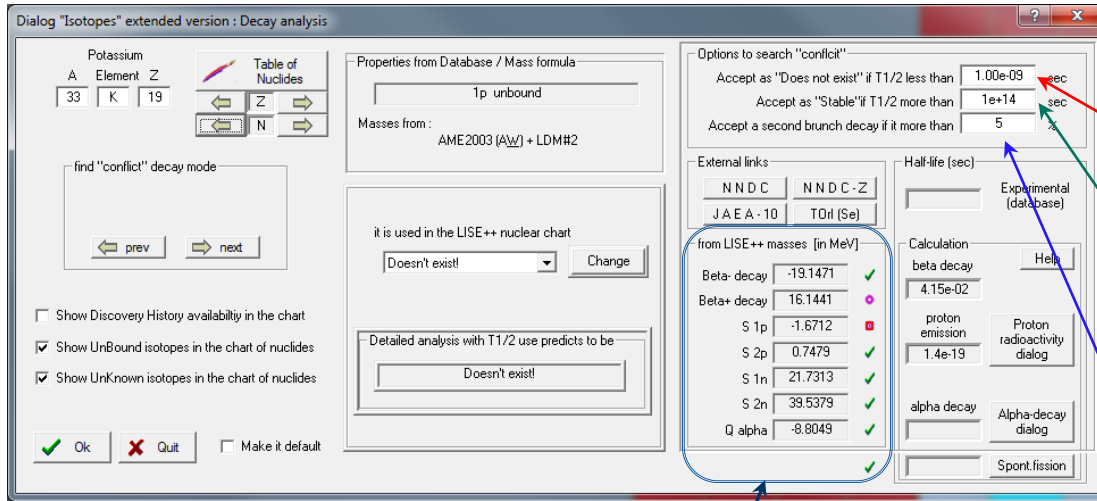 Dialog "Isotopes" extended version : Decay analysis
?
X
Potassium
A Element Z
33 K 19
Table of
Nuclides
Z
N
find "conflict" decay mode
prev
next
Show Discovery History availabiltiy in the chart
Show UnBound isotopes in the chart of nuclides
Show UnKnown isotopes in the chart of nuclides
Ok
Quit
Make it default
Properties from Database / Mass formula
1p unbound
Masses from :
AME2003 (AW) + LDM#2
it is used in the LISE++ nuclear chart
Doesn't exist!
Change
Detailed analysis with T1/2 use predicts to be
Doesn't exist!
Options to search "conflcit"
Accept as "Does not exist" if T1/2 less than 1.00e-09 sec
Accept as "Stable"if T1/2 more than 1e+14 sec
Accept a second brunch decay if it more than 5 %
External links
N N D C
N N D C - Z
J A E A - 10
TOrI (Se)
from LISE++ masses [in MeV]
Beta- decay -19.1471
Beta+ decay 16.1441
S 1p -1.6712
S 2p 0.7479
S 1n 21.7313
S 2n 39.5379
Q alpha -8.8049
Half-life (sec)
Experimental
(database)
Calculation
beta decay
Help
4.15e-02
proton
emission
1.4e-19
Proton
radioactivity
dialog
alpha decay
Alpha-decay
dialog
Spont.fission